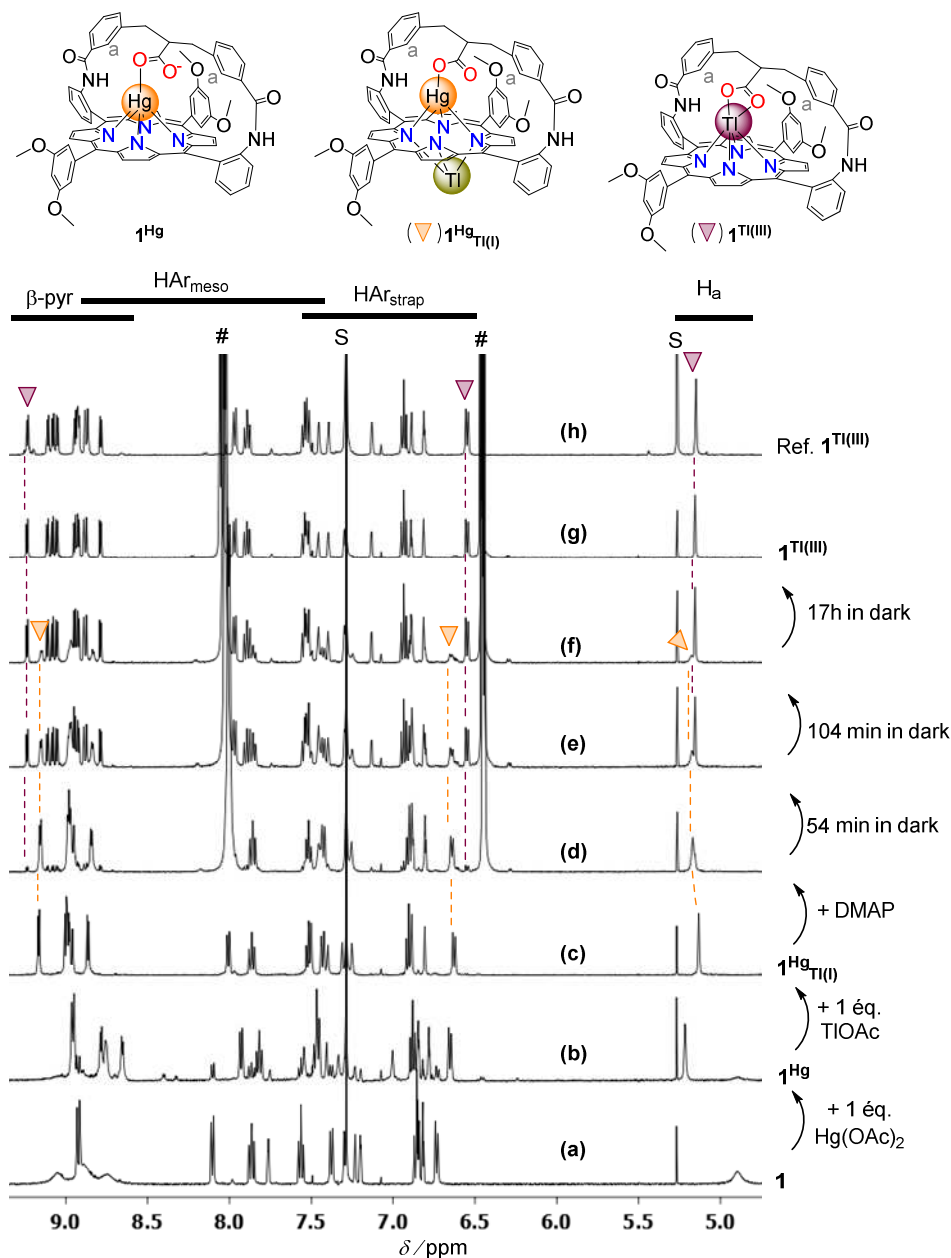 O a O⁻ O a O NH Hg O N N N N O NH O O
O a O O a O NH Hg O N N N N O NH O O Tl
O a O O a O NH Tl O N N N N O NH O O
1^Hg
(▼) 1^Hg_Tl(I)
(▼) 1^Tl(III)
β-pyr
HAr_meso
HAr_strap
H_a
#
S
#
S
(h)
Ref. 1^Tl(III)
(g)
1^Tl(III)
(f)
17h in dark
(e)
104 min in dark
(d)
54 min in dark
+ DMAP
(c)
1^Hg_Tl(I)
+ 1 éq.
TlOAc
(b)
1^Hg
+ 1 éq.
Hg(OAc)₂
(a)
1
9.0 8.5 8.0 7.5 7.0 6.5 6.0 5.5 5.0
δ / ppm